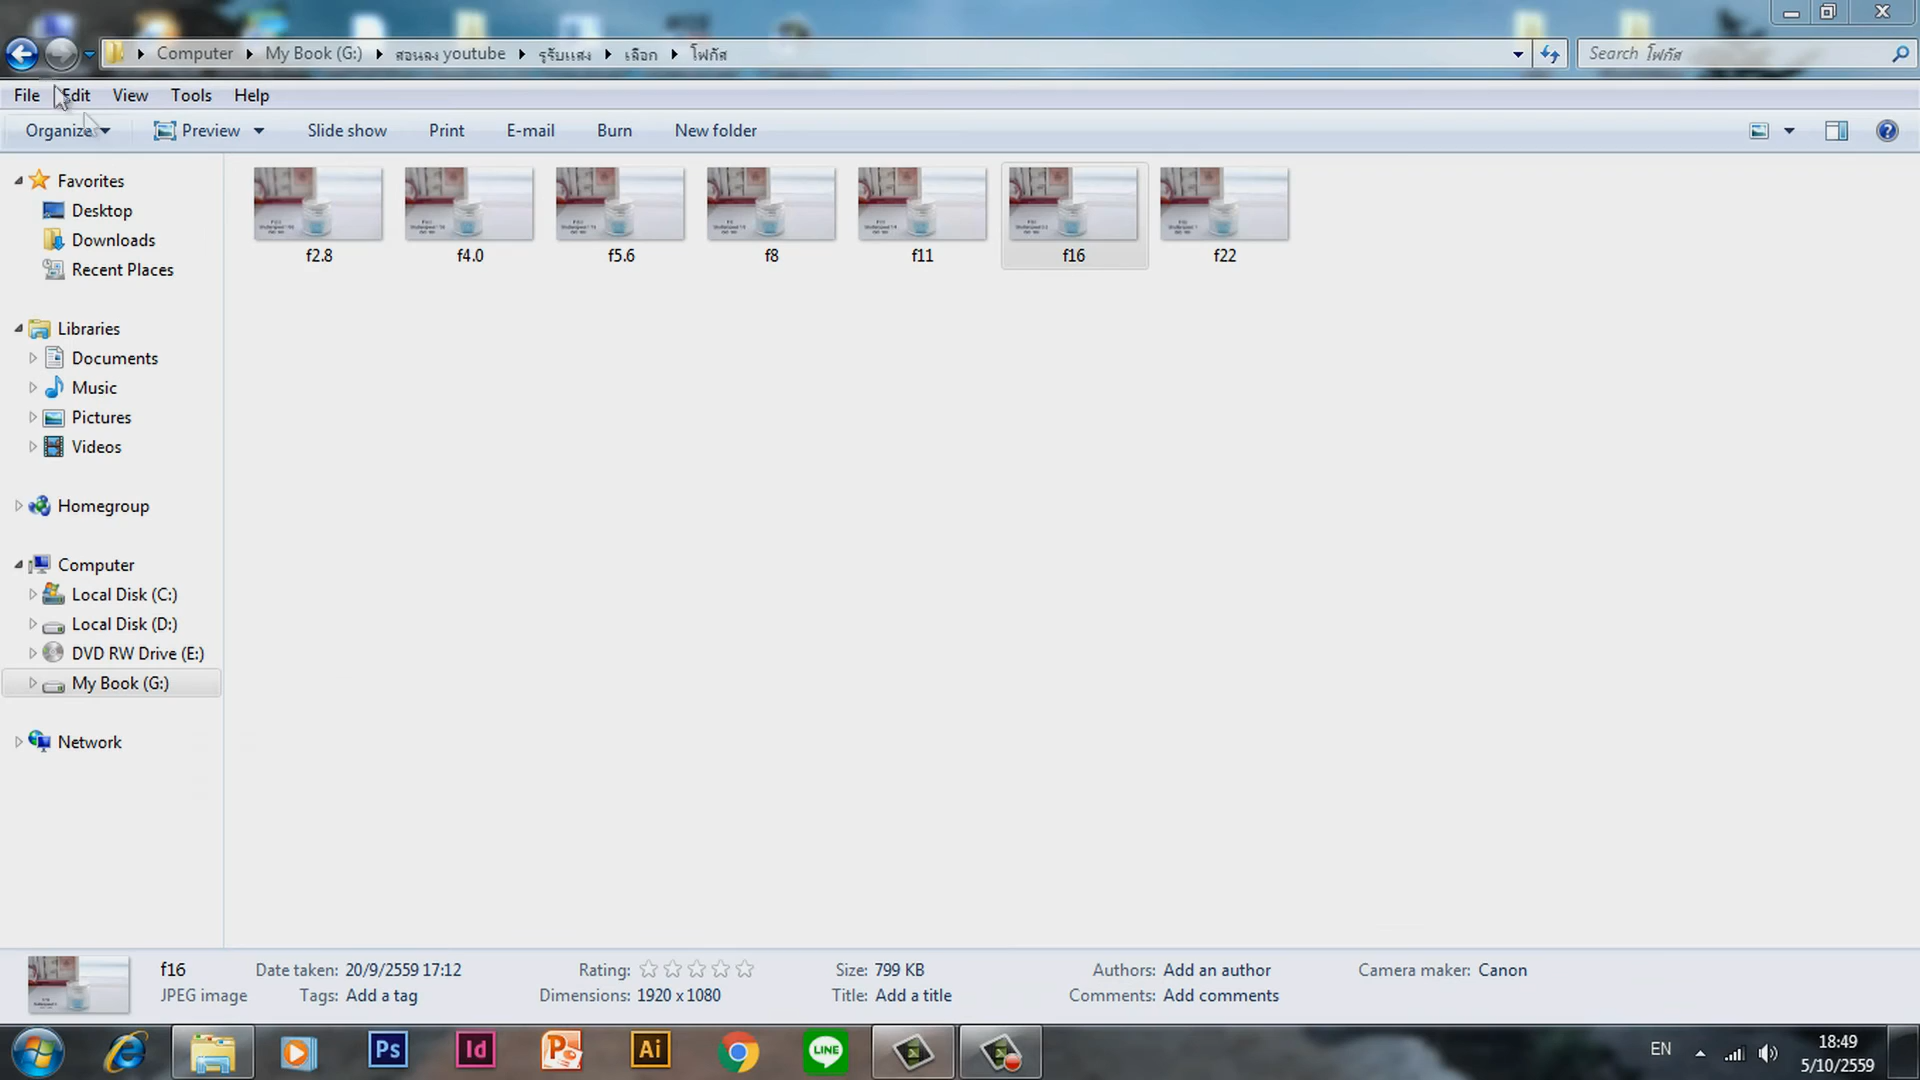 Computer My Book (G:) สอนลง youtube รูรับแสง เลือก โฟกัส Search โฟกัส
File Edit View Tools Help
Organize Preview Slide show Print E-mail Burn New folder
Favorites
Desktop
Downloads
Recent Places
Libraries
Documents
Music
Pictures
Videos
Homegroup
Computer
Local Disk (C:)
Local Disk (D:)
DVD RW Drive (E:)
My Book (G:)
Network
f2.8 f4.0 f5.6 f8 f11 f16 f22
f16 Date taken: 20/9/2559 17:12 Rating: Size: 799 KB Authors: Add an author Camera maker: Canon
JPEG image Tags: Add a tag Dimensions: 1920 x 1080 Title: Add a title Comments: Add comments
Ps Id P Ai LINE EN 18:49
5/10/2559